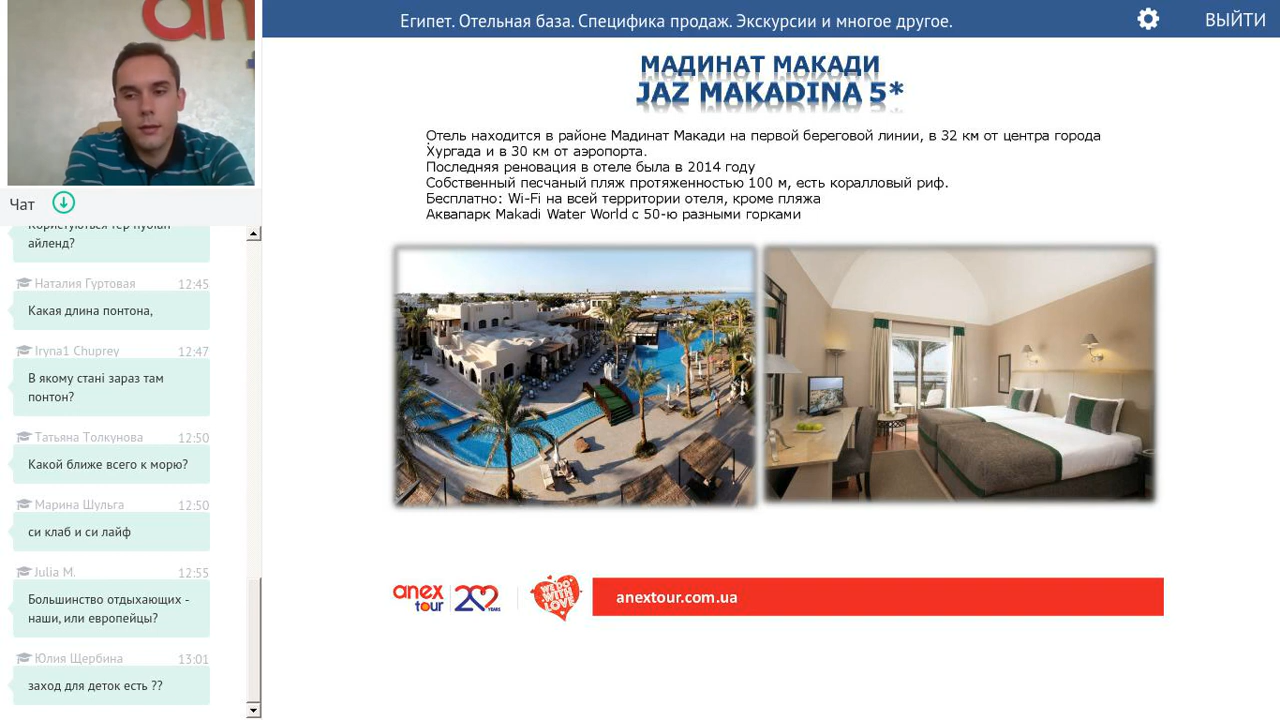 Египет. Отельная база. Специфика продаж. Экскурсии и многое другое.
ВЫЙТИ
Чат
айленд?
Наталия Гуртовая 12:45
Какая длина понтона,
Iryna1 Chuprey 12:47
В якому стані зараз там
понтон?
Татьяна Толкунова 12:50
Какой ближе всего к морю?
Марина Шульга 12:50
си клаб и си лайф
Julia M. 12:55
Большинство отдыхающих -
наши, или европейцы?
Юлия Щербина 13:01
заход для деток есть ??
МАДИНАТ МАКАДИ
JAZ MAKADINA 5*
Отель находится в районе Мадинат Макади на первой береговой линии, в 32 км от центра города
Хургада и в 30 км от аэропорта.
Последняя реновация в отеле была в 2014 году
Собственный песчаный пляж протяженностью 100 м, есть коралловый риф.
Бесплатно: Wi-Fi на всей территории отеля, кроме пляжа
Аквапарк Makadi Water World с 50-ю разными горками
anex
tour
20 YEARS
WE DO
WITH
LOVE
anextour.com.ua